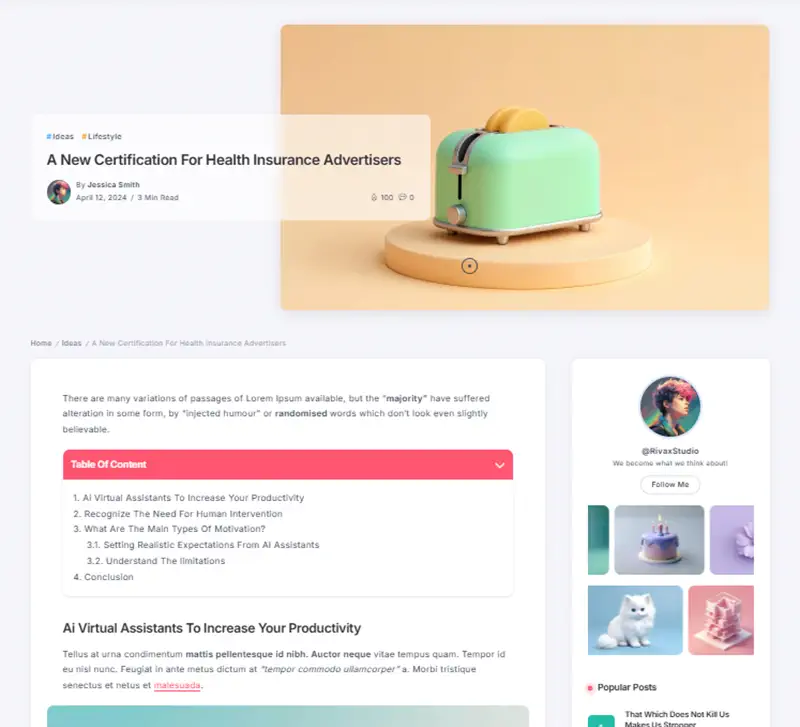 #Ideas #Lifestyle
A New Certification For Health Insurance Advertisers
By Jessica Smith
April 12, 2024 / 3 Min Read
100 0
Home / Ideas / A New Certification For Health Insurance Advertisers
There are many variations of passages of Lorem Ipsum available, but the "majority" have suffered
alteration in some form, by "injected humour" or randomised words which don't look even slightly
believable.
Table Of Content
1. Ai Virtual Assistants To Increase Your Productivity
2. Recognize The Need For Human Intervention
3. What Are The Main Types Of Motivation?
3.1. Setting Realistic Expectations From AI Assistants
3.2. Understand The limitations
4. Conclusion
Ai Virtual Assistants To Increase Your Productivity
Tellus at urna condimentum mattis pellentesque id nibh. Auctor neque vitae tempus quam. Tempor id
eu nisl nunc. Feugiat in ante metus dictum at "tempor commodo ullamcorper" a. Morbi tristique
senectus et netus et malesuada.
@RivaxStudio
We become what we think about!
Follow Me
Popular Posts
That Which Does Not Kill Us
Makes Us Stronger